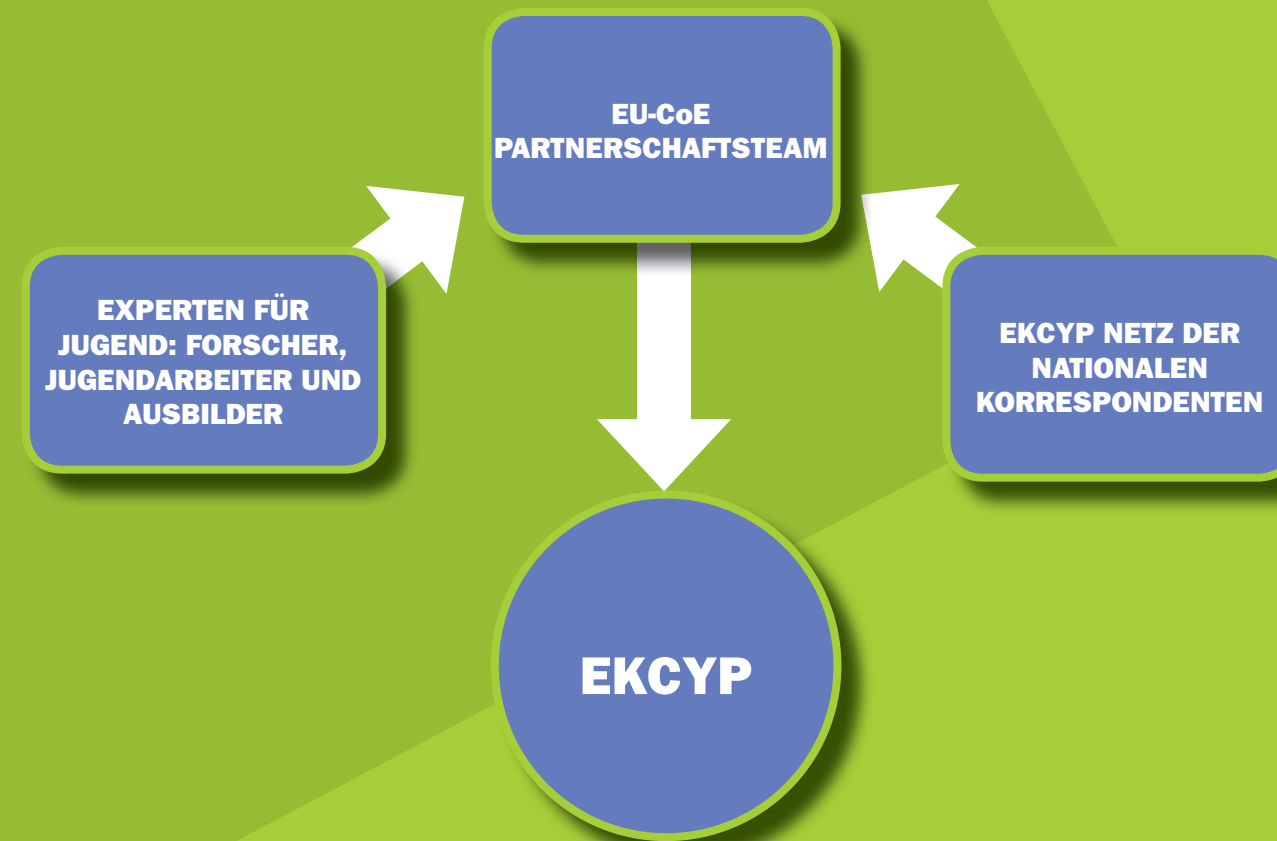 EU-CoE
PARTNERSCHAFTSTEAM
EXPERTEN FÜR
JUGEND: FORSCHER,
JUGENDARBEITER UND
AUSBILDER
EKCYP NETZ DER
NATIONALEN
KORRESPONDENTEN
EKCYP